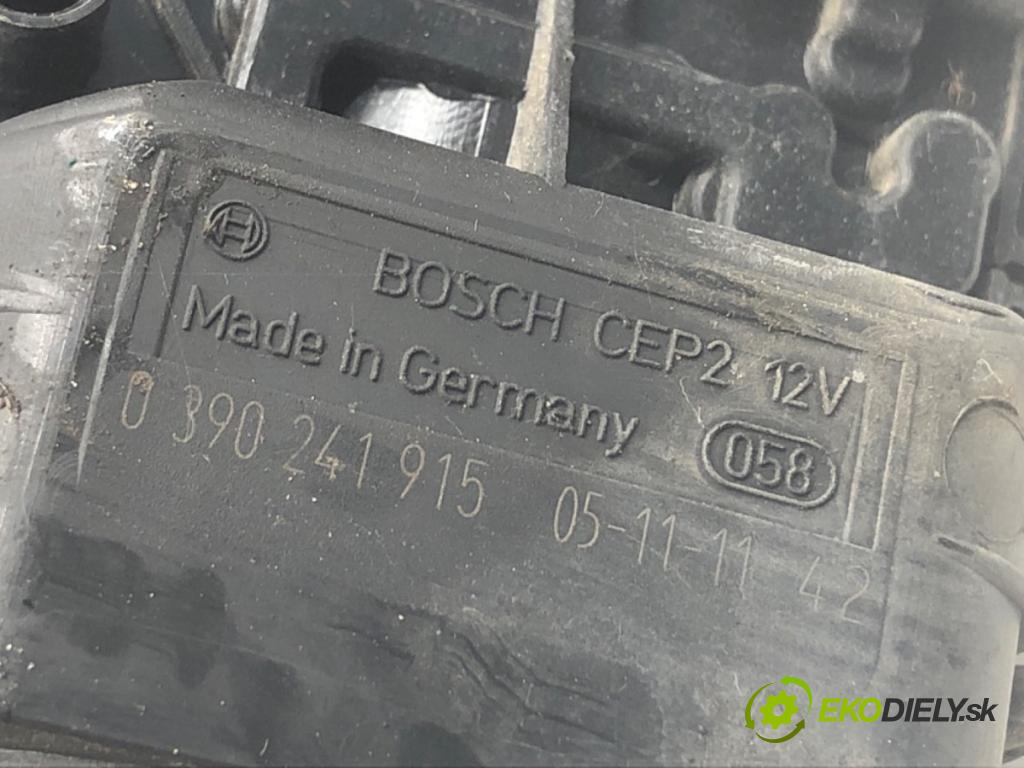 BOSCH CEP2 12V
Made in Germany 058
0 390 241 915 05-11-11 42
EKODIELY.sk